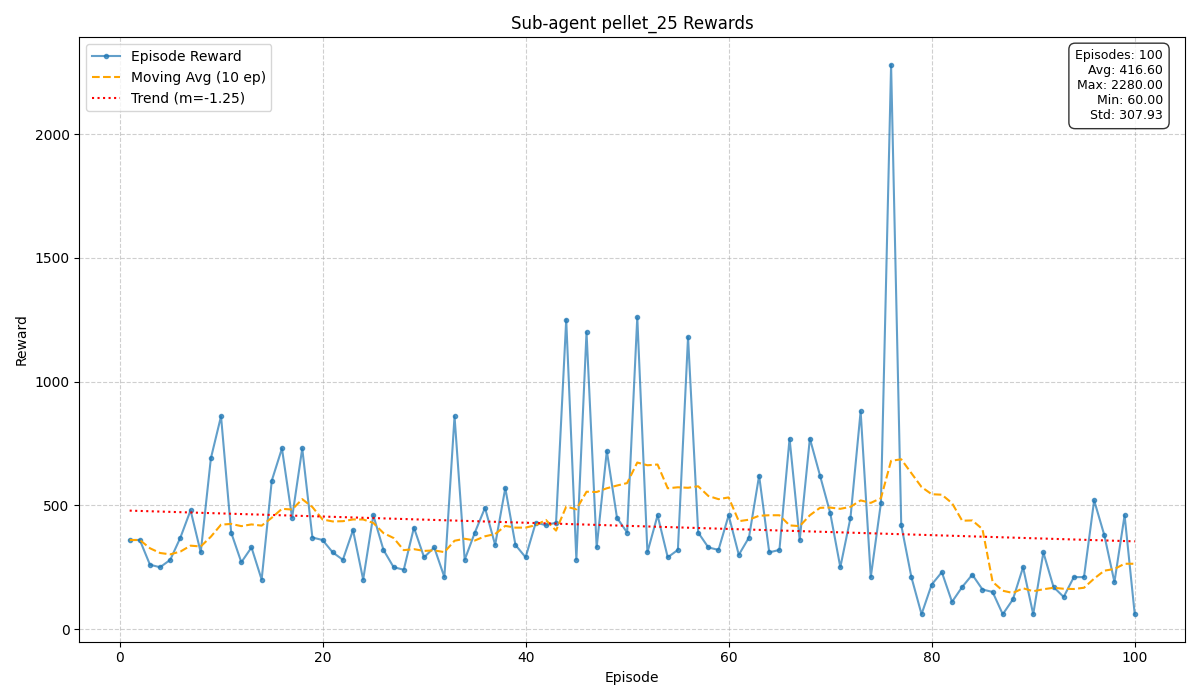 Sub-agent pellet_25 Rewards
Episode Reward
Moving Avg (10 ep)
Trend (m=-1.25)
Episodes: 100
Avg: 416.60
Max: 2280.00
Min: 60.00
Std: 307.93
Reward
2000
1500
1000
500
0
0 20 40 60 80 100
Episode